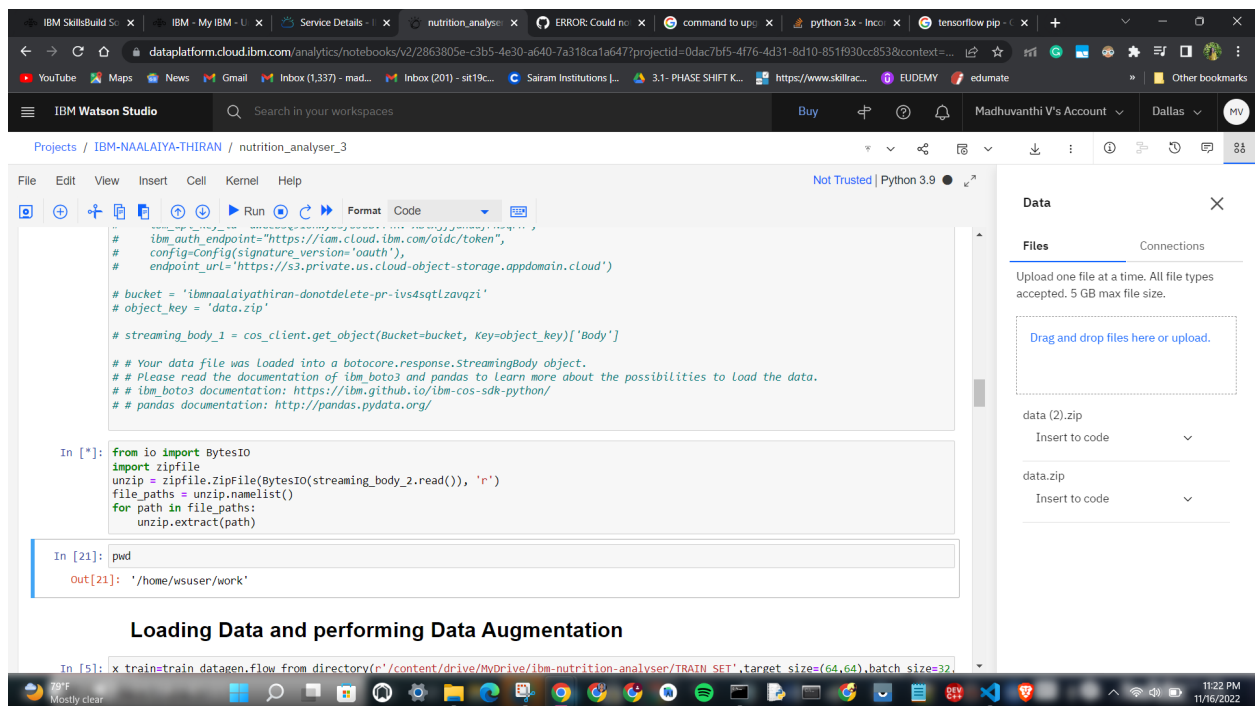 IBM SkillsBuild So
IBM - My IBM - U
Service Details - I
nutrition_analyse
ERROR: Could no
command to upg
python 3.x - Inco
tensorflow pip - G
dataplatform.cloud.ibm.com/analytics/notebooks/v2/2863805e-c3b5-4e30-a640-7a318ca1a647?projectid=0dac7bf5-4f76-4d31-8d10-851f930cc853&context=...
YouTube Maps News Gmail Inbox (1,337) - mad... Inbox (201) - sit19c... Sairam Institutions |... 3.1- PHASE SHIFT K... https://www.skillrac... EUDEMY edumate » Other bookmarks
IBM Watson Studio Search in your workspaces Buy Madhuvanthi V's Account Dallas MV
Projects / IBM-NAALAIYA-THIRAN / nutrition_analyser_3
File Edit View Insert Cell Kernel Help Not Trusted | Python 3.9
Run Format Code
# ibm_auth_endpoint="https://iam.cloud.ibm.com/oidc/token",
# config=Config(signature_version='oauth'),
# endpoint_url='https://s3.private.us.cloud-object-storage.appdomain.cloud')
# bucket = 'ibmnaalaiyathiran-donotdelete-pr-ivs4sqtlzavqzi'
# object_key = 'data.zip'
# streaming_body_1 = cos_client.get_object(Bucket=bucket, Key=object_key)['Body']
# # Your data file was loaded into a botocore.response.StreamingBody object.
# # Please read the documentation of ibm_boto3 and pandas to learn more about the possibilities to load the data.
# # ibm_boto3 documentation: https://ibm.github.io/ibm-cos-sdk-python/
# # pandas documentation: http://pandas.pydata.org/
In [*]: from io import BytesIO
import zipfile
unzip = zipfile.ZipFile(BytesIO(streaming_body_2.read()), 'r')
file_paths = unzip.namelist()
for path in file_paths:
unzip.extract(path)
In [21]: pwd
Out[21]: '/home/wsuser/work'
Loading Data and performing Data Augmentation
In [5]: x_train=train_datagen.flow_from_directory(r'/content/drive/MyDrive/ibm-nutrition-analyser/TRAIN_SET',target_size=(64,64),batch_size=32,
Data
Files Connections
Upload one file at a time. All file types
accepted. 5 GB max file size.
Drag and drop files here or upload.
data (2).zip
Insert to code
data.zip
Insert to code
79°F
Mostly clear
11:22 PM
11/16/2022